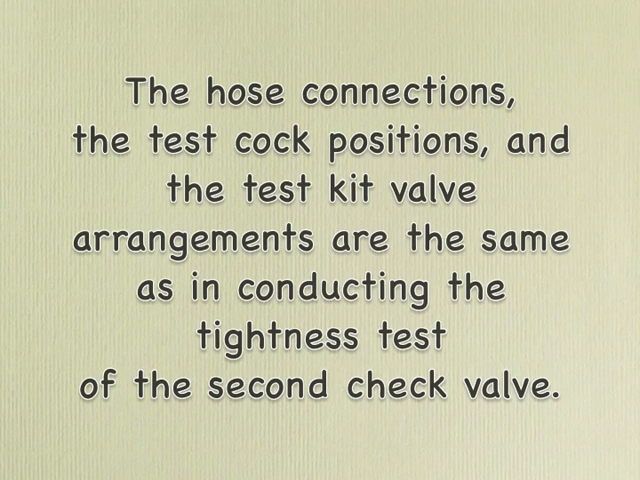 The hose connections,
the test cock positions, and
the test kit valve
arrangements are the same
as in conducting the
tightness test
of the second check valve.